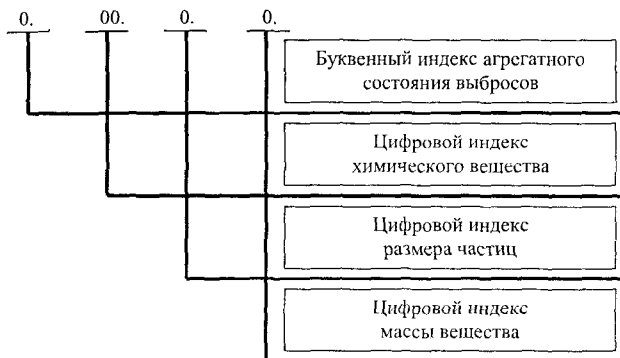 0. 00. 0. 0.
Буквенный индекс агрегатного
состояния выбросов
Цифровой индекс
химического вещества
Цифровой индекс
размера частиц
Цифровой индекс
массы вещества